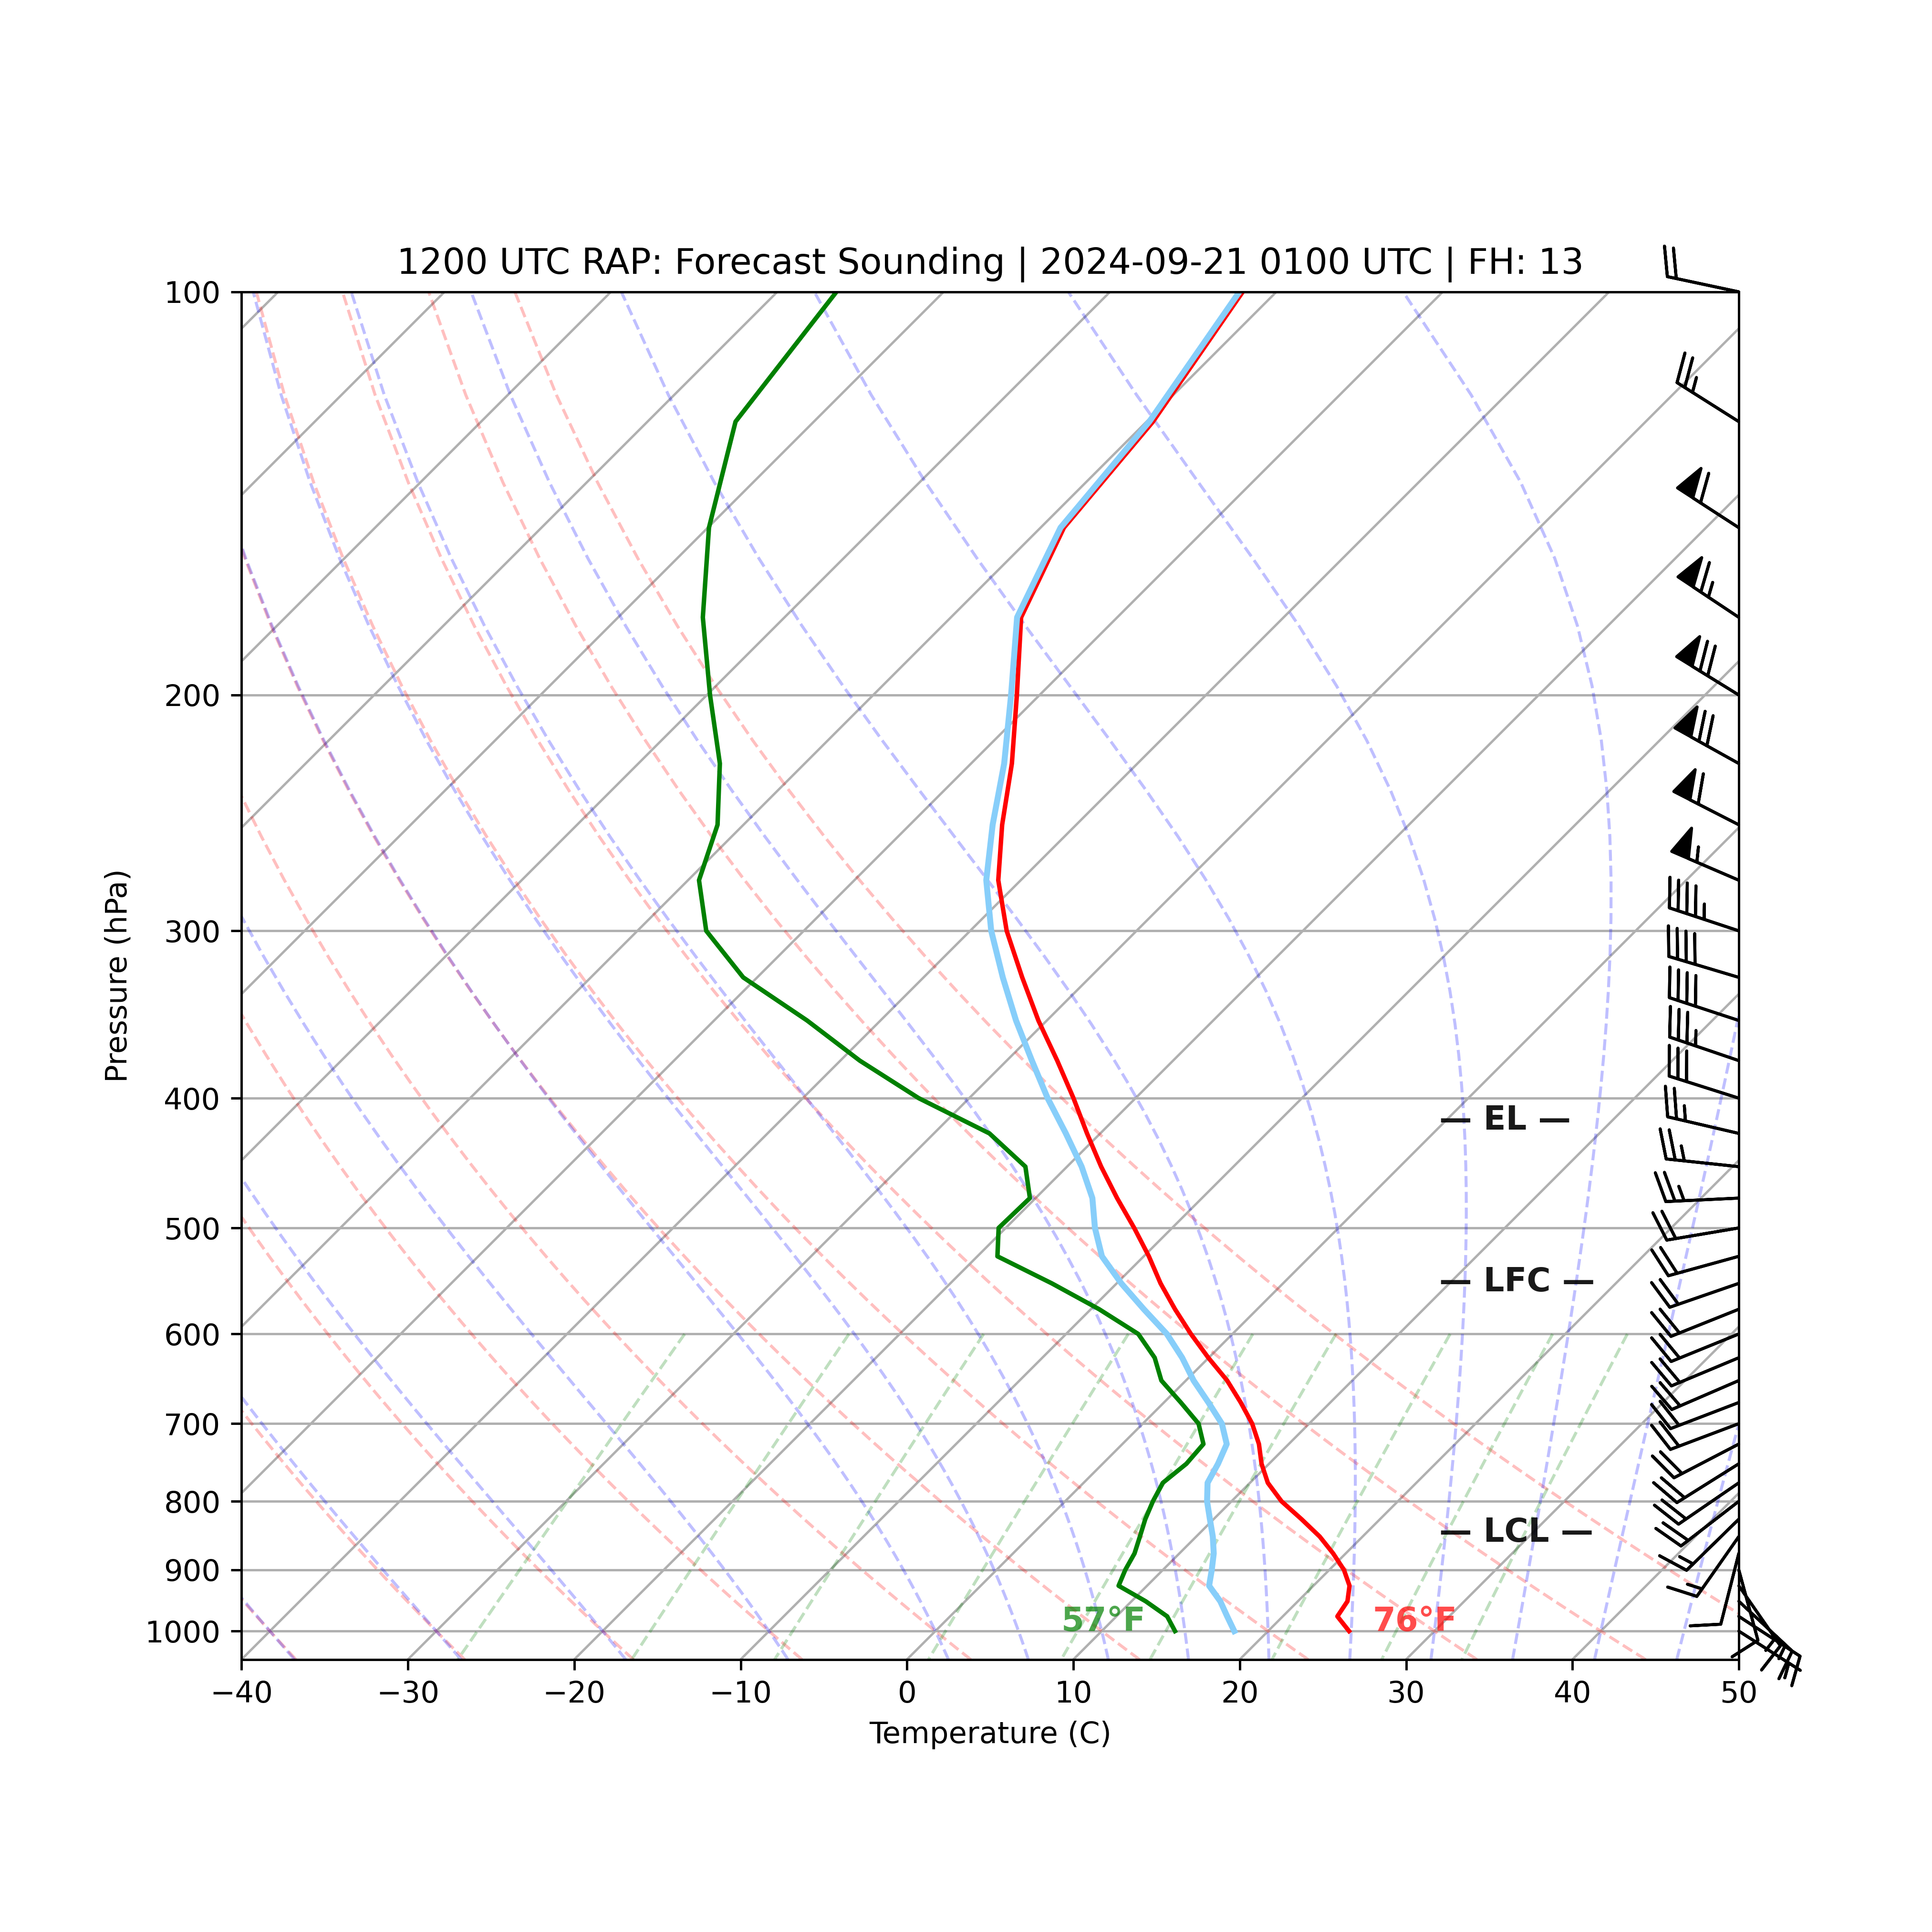 1200 UTC RAP: Forecast Sounding | 2024-09-21 0100 UTC | FH: 13
100
200
300
400
500
600
700
800
900
1000
Pressure (hPa)
— EL —
— LFC —
— LCL —
57°F
76°F
−40 −30 −20 −10 0 10 20 30 40 50
Temperature (C)